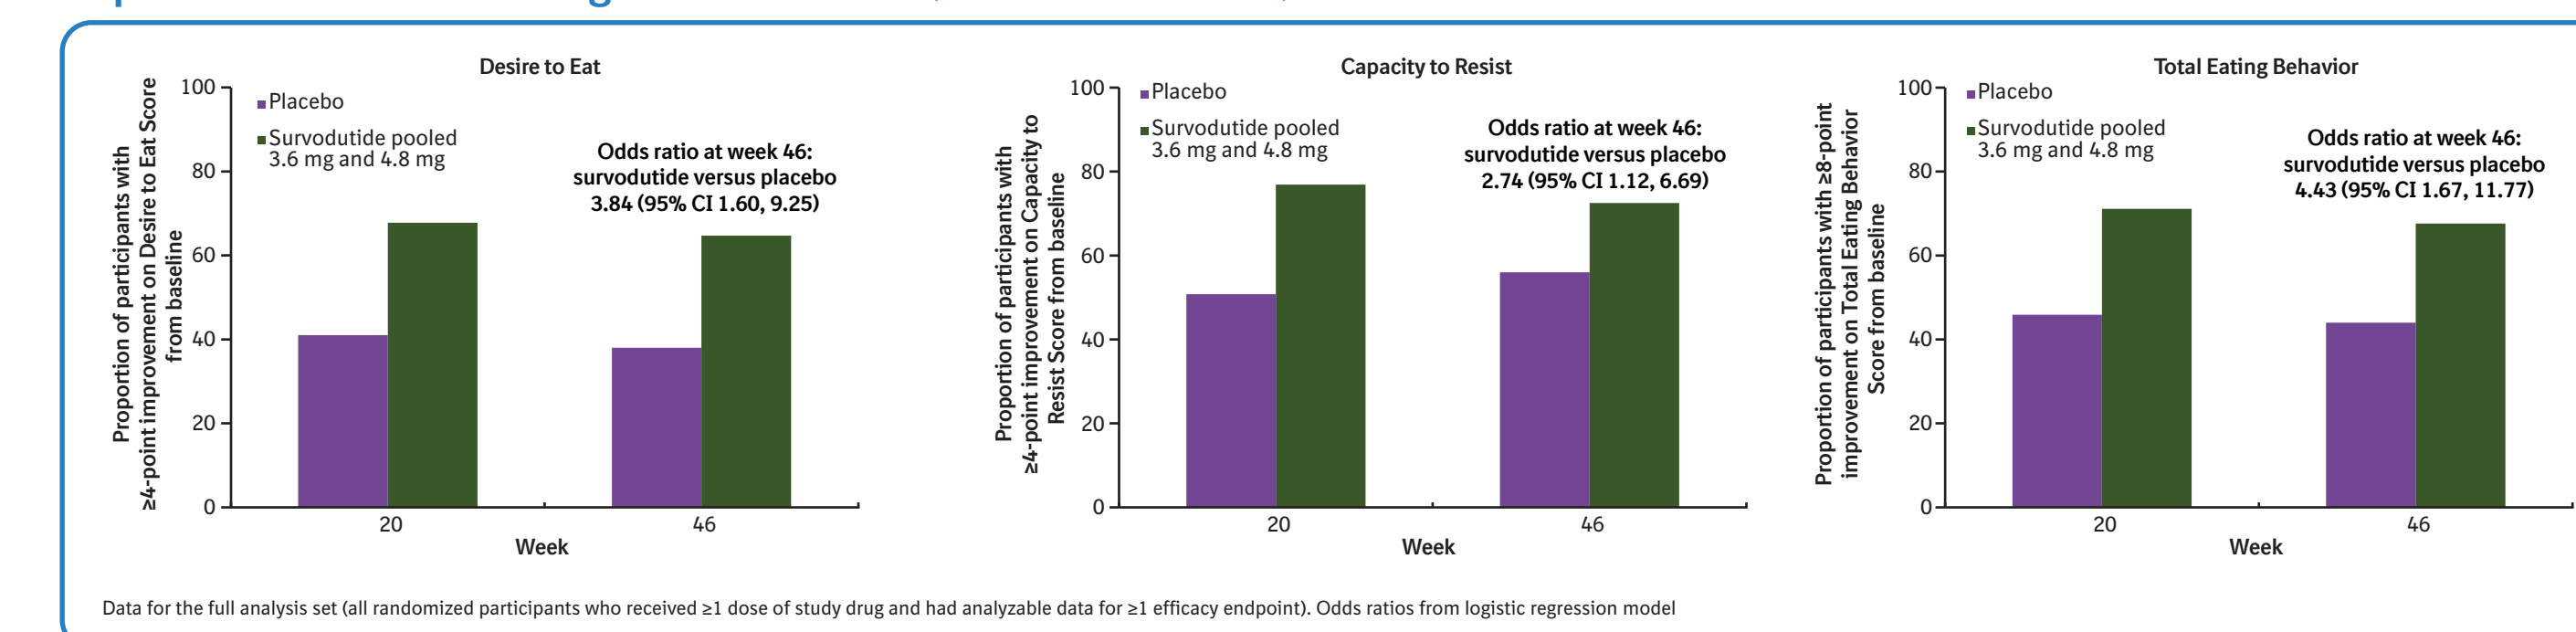 Desire to Eat
Proportion of participants with
≥4-point improvement on Desire to Eat Score
from baseline
100
80
60
40
20
0
Placebo
Survodutide pooled
3.6 mg and 4.8 mg
Odds ratio at week 46:
survodutide versus placebo
3.84 (95% CI 1.60, 9.25)
20
46
Week
Capacity to Resist
Proportion of participants with
≥4-point improvement on Capacity to
Resist Score from baseline
100
80
60
40
20
0
Placebo
Survodutide pooled
3.6 mg and 4.8 mg
Odds ratio at week 46:
survodutide versus placebo
2.74 (95% CI 1.12, 6.69)
20
46
Week
Total Eating Behavior
Proportion of participants with ≥8-point
improvement on Total Eating Behavior
Score from baseline
100
80
60
40
20
0
Placebo
Survodutide pooled
3.6 mg and 4.8 mg
Odds ratio at week 46:
survodutide versus placebo
4.43 (95% CI 1.67, 11.77)
20
46
Week
Data for the full analysis set (all randomized participants who received ≥1 dose of study drug and had analyzable data for ≥1 efficacy endpoint). Odds ratios from logistic regression model